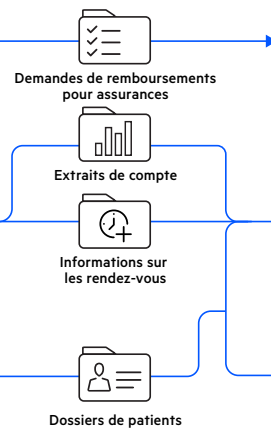 Demandes de remboursements
pour assurances
Extraits de compte
Informations sur
les rendez-vous
Dossiers de patients